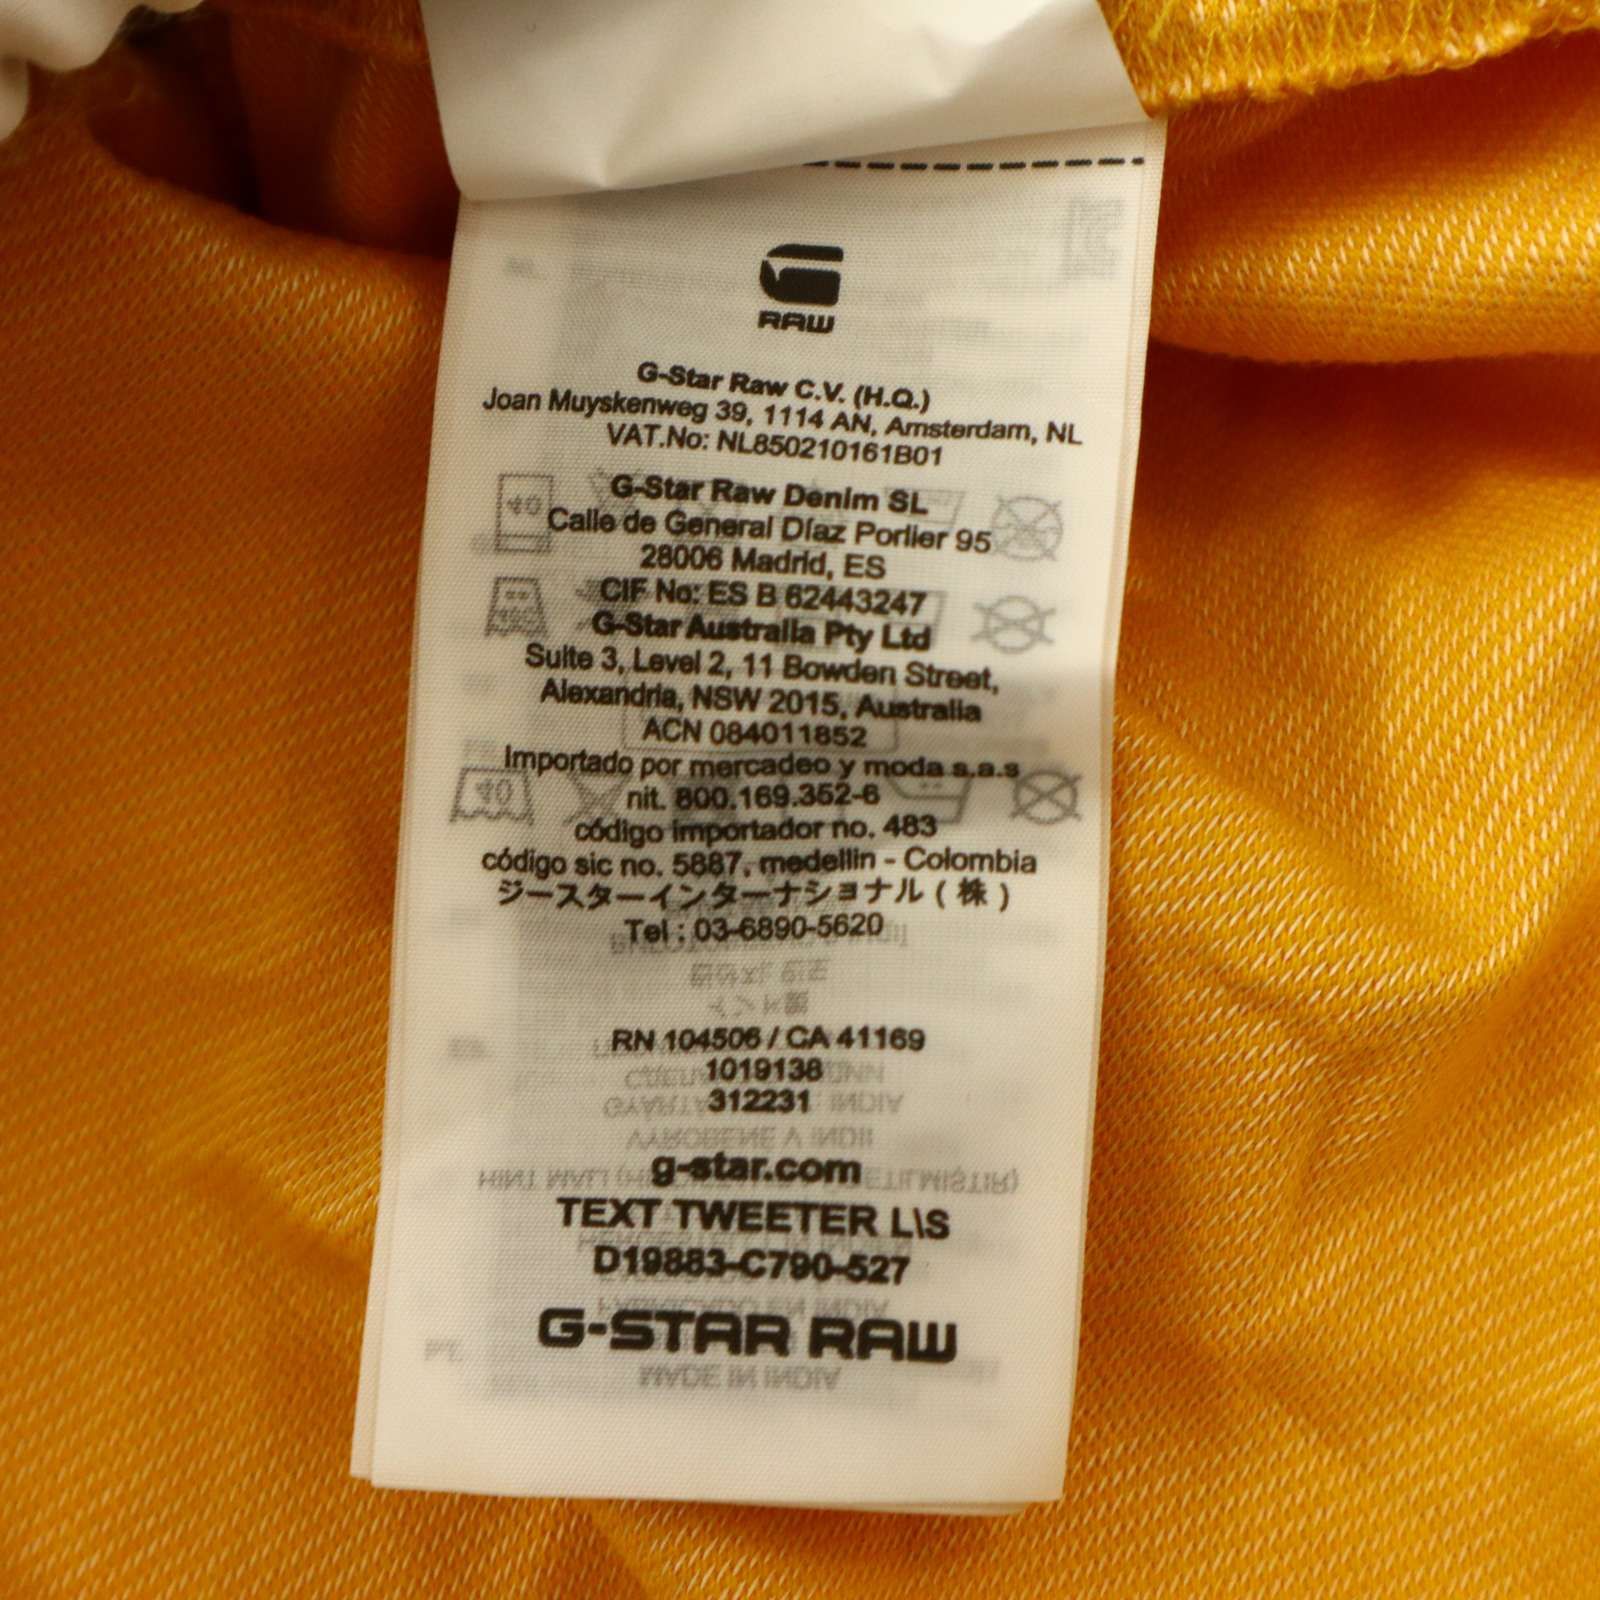 RAW
G-Star Raw C.V. (H.Q.)
Joan Muyskenweg 39, 1114 AN, Amsterdam, NL
VAT.No: NL850210161B01
G-Star Raw Denim SL
Calle de General Díaz Porlier 95
28006 Madrid, ES
CIF No: ES B 62443247
G-Star Australia Pty Ltd
Suite 3, Level 2, 11 Bowden Street,
Alexandria, NSW 2015, Australia
ACN 084011852
Importado por mercadeo y moda s.a.s
nit. 800.169.352-6
código importador no. 483
código sic no. 5887, medellin - Colombia
ジースターインターナショナル ( 株 )
Tel : 03-6890-5620
RN 104506 / CA 41169
1019138
312231
g-star.com
TEXT TWEETER L\S
D19883-C790-527
G-STAR RAW
MADE IN INDIA